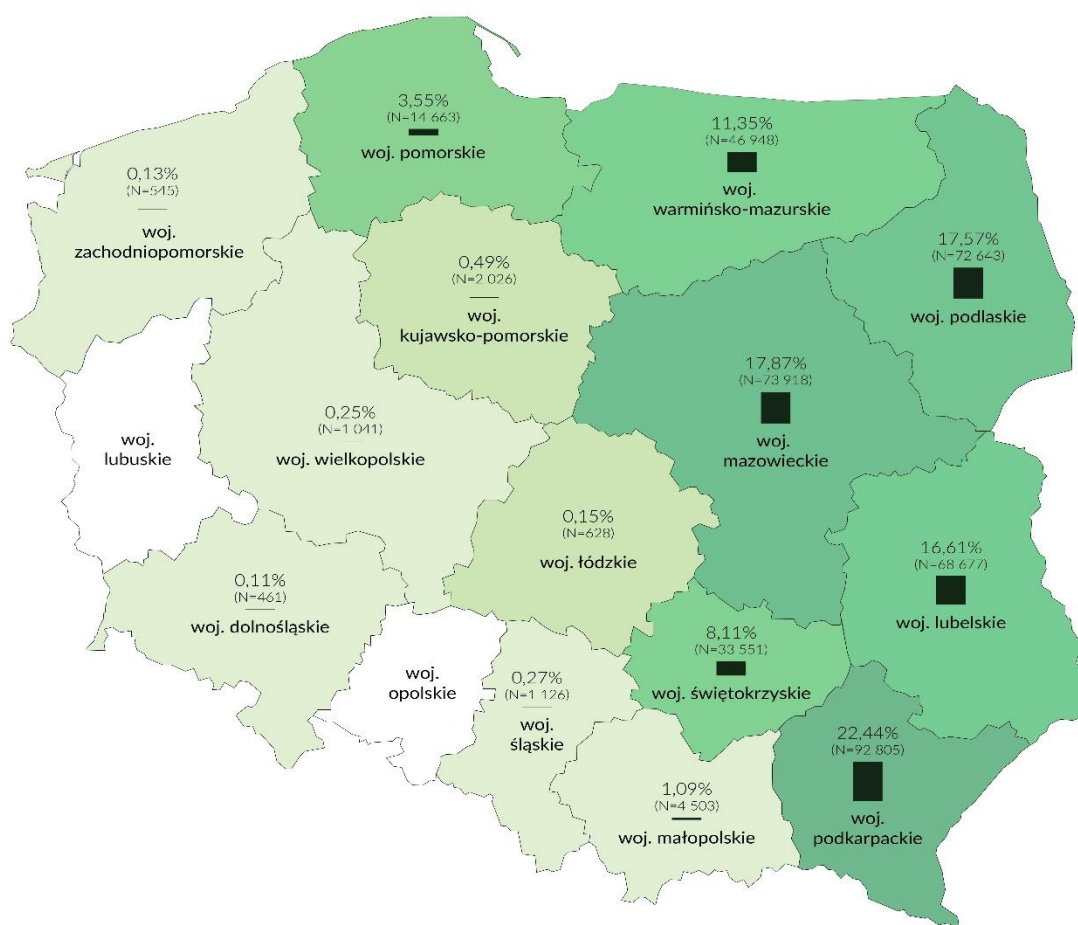 3,55%
(N=14 663)
woj. pomorskie
11,35%
(N=46 948)
woj.
warmińsko-mazurskie
0,13%
(N=545)
woj.
zachodniopomorskie
17,57%
(N=72 643)
woj. podlaskie
0,49%
(N=2 026)
woj.
kujawsko-pomorskie
17,87%
(N=73 918)
woj.
mazowieckie
0,25%
(N=1 041)
woj. wielkopolskie
woj.
lubuskie
0,15%
(N=628)
woj. łódzkie
16,61%
(N=68 677)
woj. lubelskie
0,11%
(N=461)
woj. dolnośląskie
8,11%
(N=33 551)
woj. świętokrzyskie
woj.
opolskie
0,27%
(N=1 126)
woj.
śląskie
22,44%
(N=92 805)
woj.
podkarpackie
1,09%
(N=4 503)
woj. małopolskie